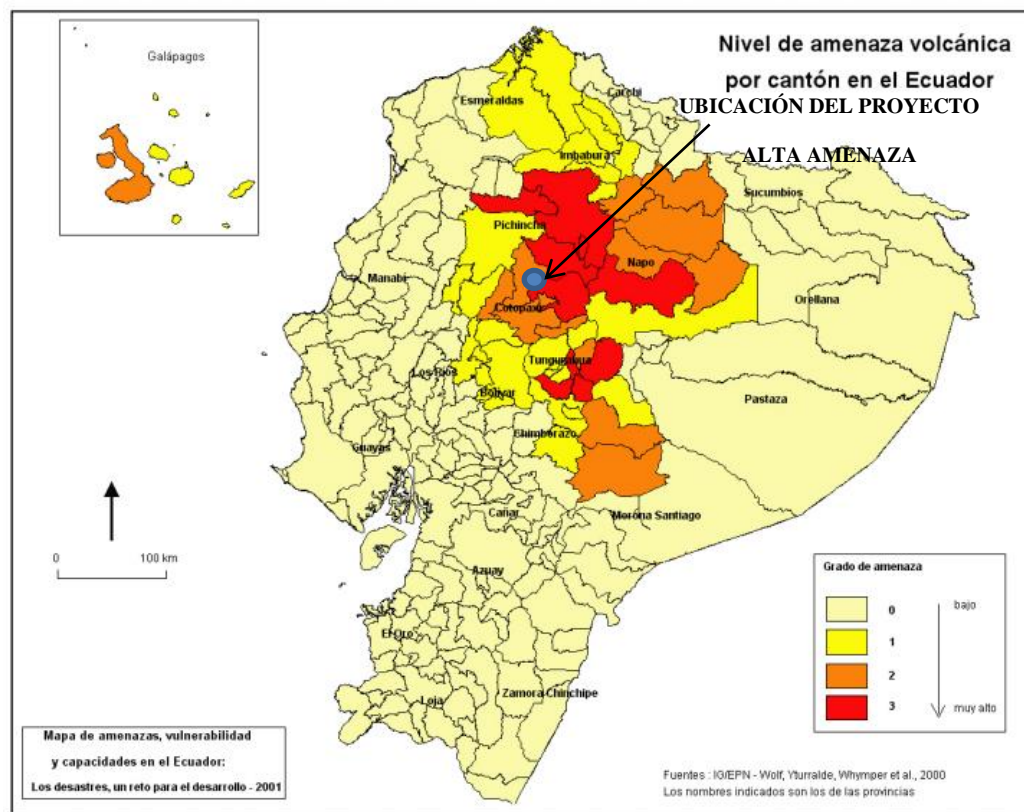 Galápagos
Nivel de amenaza volcánica
por cantón en el Ecuador
UBICACIÓN DEL PROYECTO
ALTA AMENAZA
Carchi
Esmeraldas
Imbabura
Sucumbios
Pichincha
Napo
Manabí
Orellana
Cotopaxi
Tungurahua
Los Ríos
Bolívar
Pastaza
Chimborazo
Guayas
Cañar
Morona Santiago
Azuay
El Oro
Loja
Zamora Chinchipe
0 100 km
Grado de amenaza
0 bajo
1
2
3 muy alto
Mapa de amenazas, vulnerabilidad
y capacidades en el Ecuador:
Los desastres, un reto para el desarrollo - 2001
Fuentes : IG/EPN - Wolf, Yturralde, Whymper et al., 2000
Los nombres indicados son los de las provincias